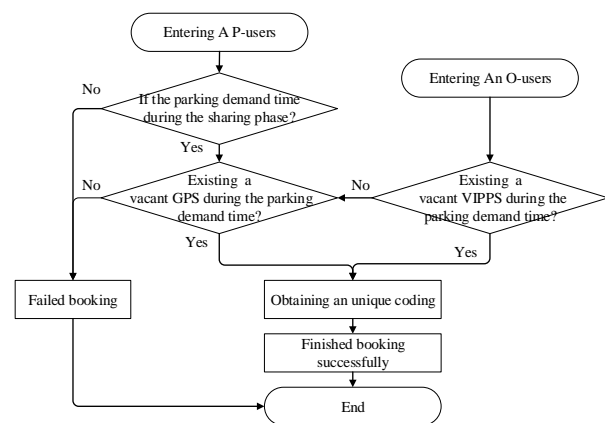 Entering A P-users
No
If the parking demand time
during the sharing phase?
Entering An O-users
Yes
No
Existing a
vacant GPS during the parking
demand time?
No
Existing a
vacant VIPPS during the
parking demand time?
Yes
Yes
Failed booking
Obtaining an unique coding
Finished booking
successfully
End